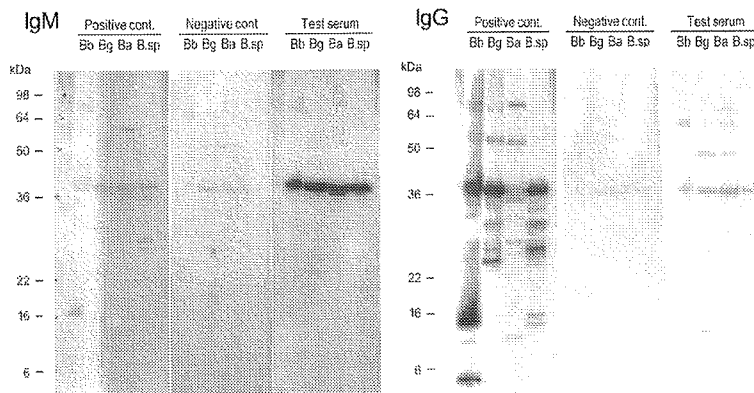 IgM
Positive cont. Negative cont Test serum
Bb Bg Ba B.sp Bb Bg Ba B.sp Bb Bg Ba B.sp
kDa
98 –
64 –
50 –
36 –
22 –
16 –
6 –
IgG
Positive cont. Negative cont. Test serum
Bb Bg Ba B.sp Bb Bg Ba B.sp Bb Bg Ba B.sp
kDa
98 –
64 –
50 –
36 –
22 –
16 –
6 –